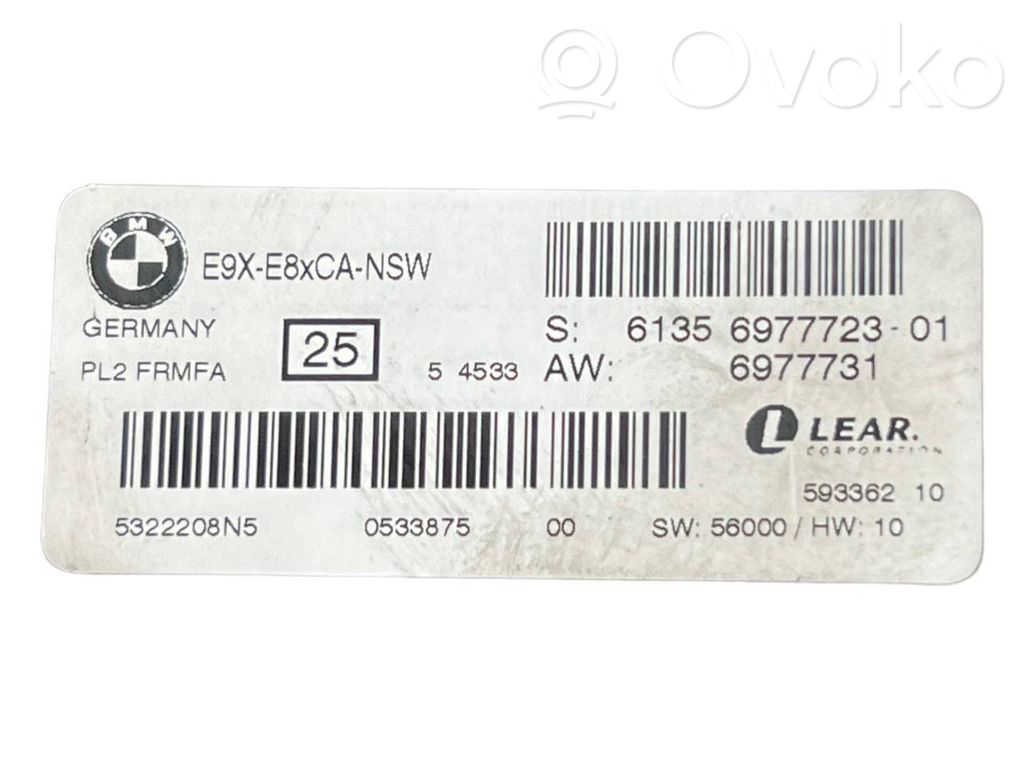 Ovoko
BMW
E9X-E8xCA-NSW
GERMANY
PL2 FRMFA
25
5 4533
S: 6135 6977723-01
AW: 6977731
LEAR.
CORPORATION
593362 10
5322208N5 0533875 00 SW: 56000 / HW: 10